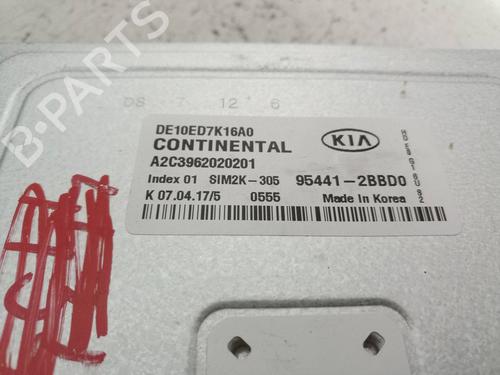 B-PARTS
DS 7 12 6
DE10ED7K16A0
CONTINENTAL
KIA
A2C3962020201
Index 01 SIM2K-305 95441-2BBD0
K 07.04.17/5 0555 Made in Korea